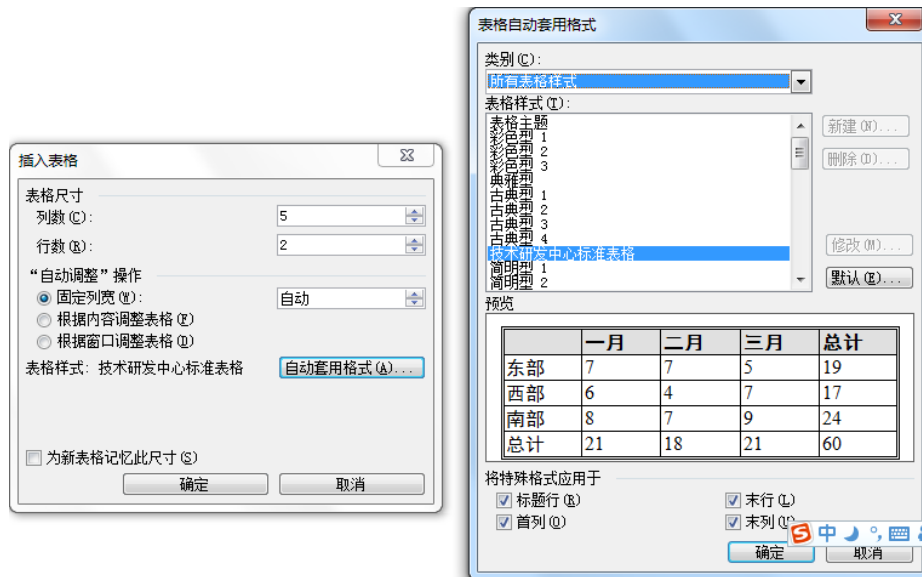 插入表格
表格尺寸
列数(C): 5
行数(R): 2
“自动调整”操作
固定列宽(W): 自动
根据内容调整表格(F)
根据窗口调整表格(D)
表格样式: 技术研发中心标准表格 自动套用格式(A)...
为新表格记忆此尺寸(S)
确定 取消
表格自动套用格式
类别(C):
所有表格样式
表格样式(T):
表格主题
彩色型 1
彩色型 2
彩色型 3
典雅型
古典型 1
古典型 2
古典型 3
古典型 4
技术研发中心标准表格
简明型 1
简明型 2
新建(N)...
删除(D)...
修改(M)...
默认(E)...
预览
一月 二月 三月 总计
东部 7 7 5 19
西部 6 4 7 17
南部 8 7 9 24
总计 21 18 21 60
将特殊格式应用于
标题行(R) 末行(L)
首列(O) 末列
中
确定 取消